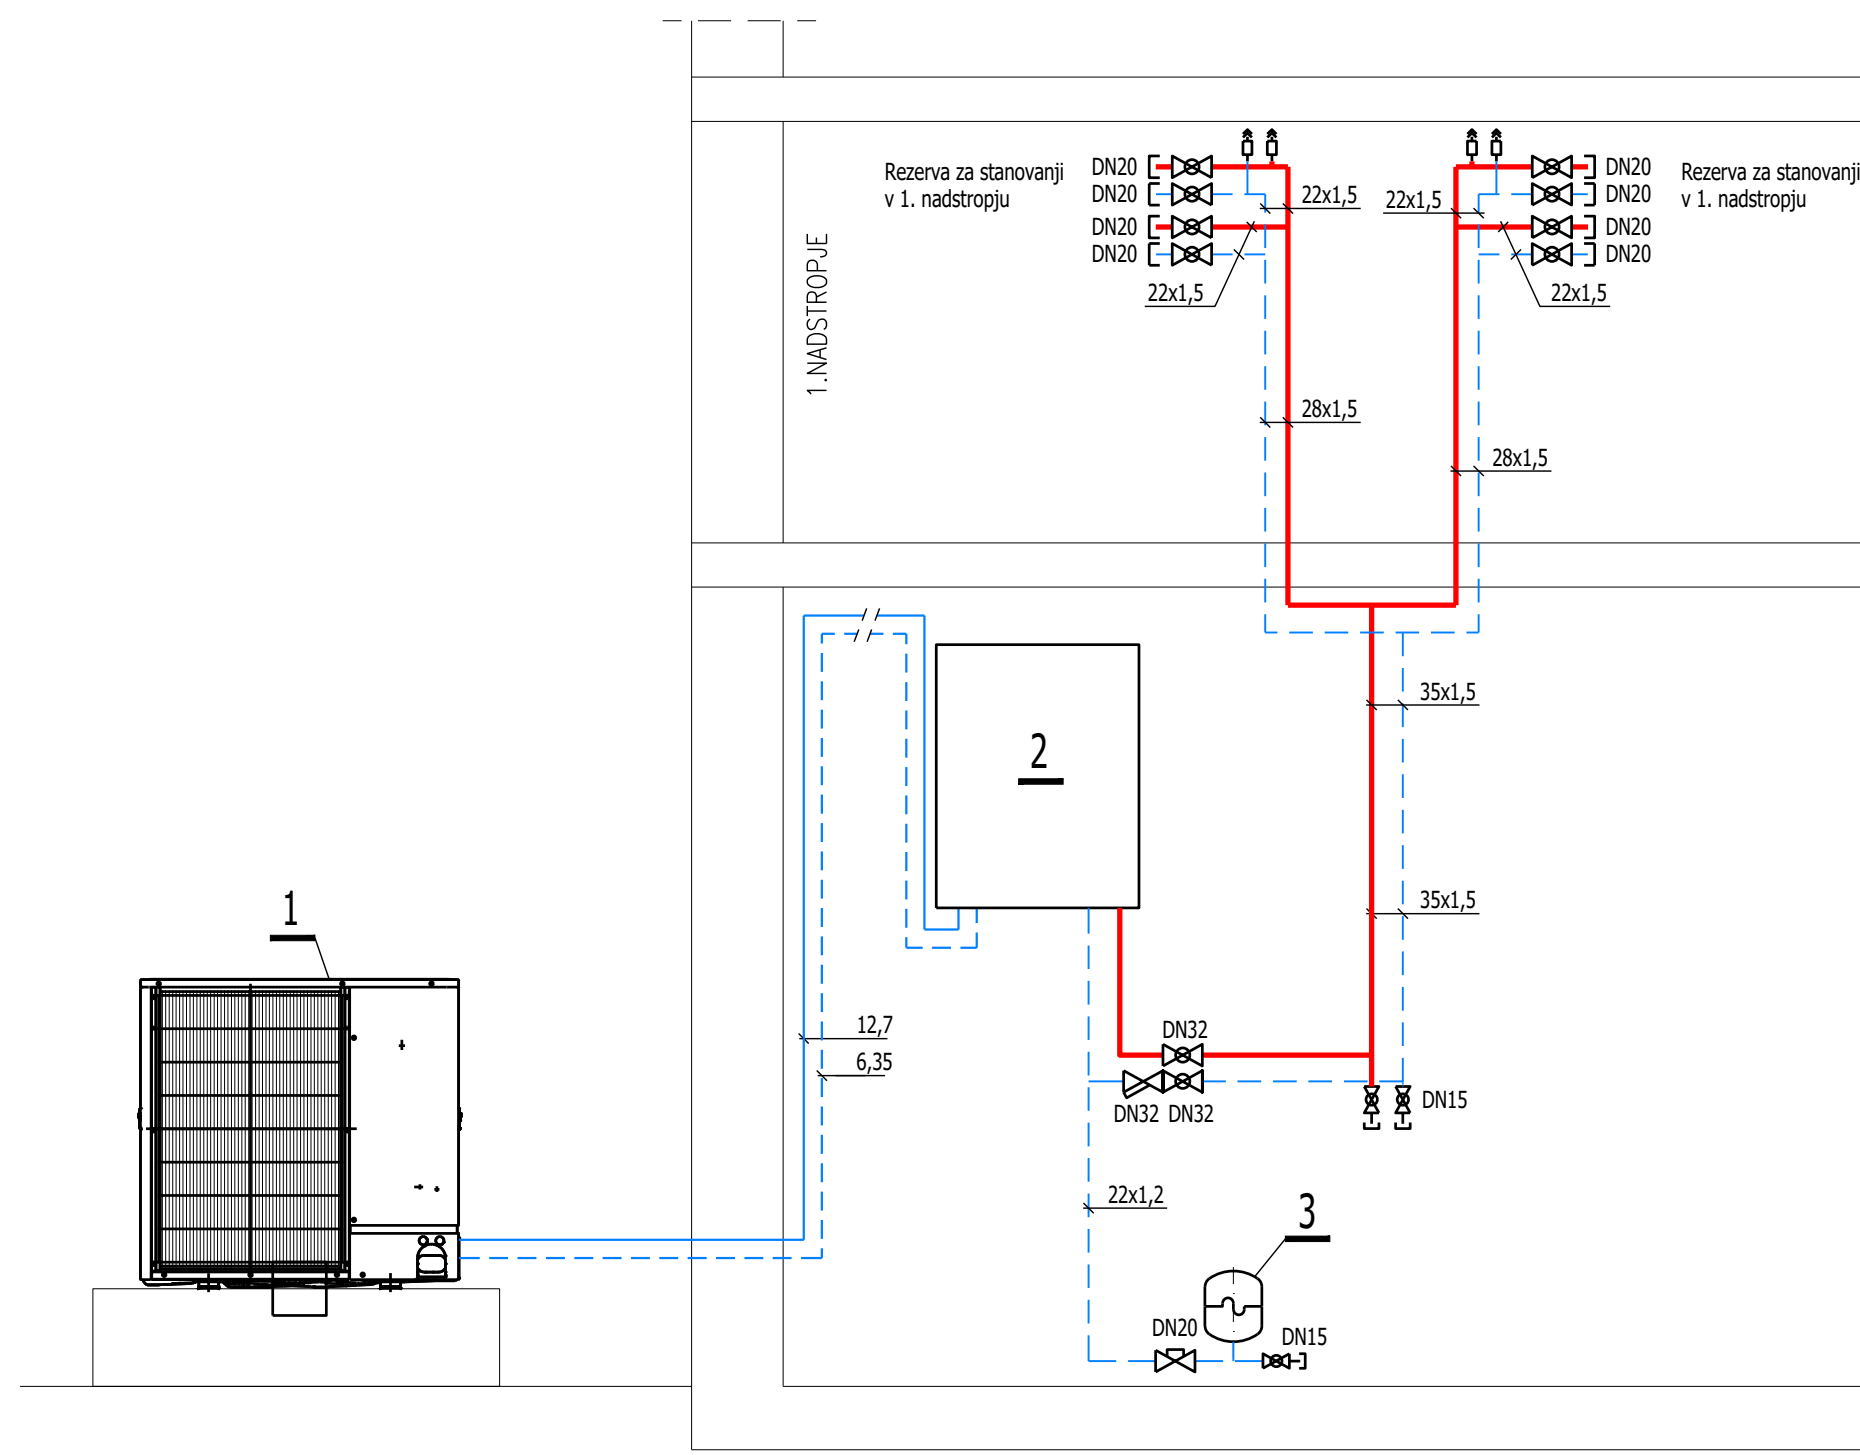 Rezerva za stanovanji
v 1. nadstropju
DN20
DN20
DN20
DN20
22x1,5
22x1,5
22x1,5
22x1,5
DN20
DN20
DN20
DN20
Rezerva za stanovanji
v 1. nadstropju
1.NADSTROPJE
28x1,5
28x1,5
35x1,5
2
35x1,5
1
12,7
6,35
DN32
DN32 DN32
DN15
22x1,2
3
DN20
DN15